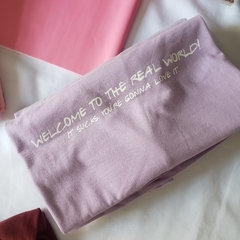 WELCOME TO THE REAL WORLD!
IT SUCKS YOU'RE GONNA LOVE IT.